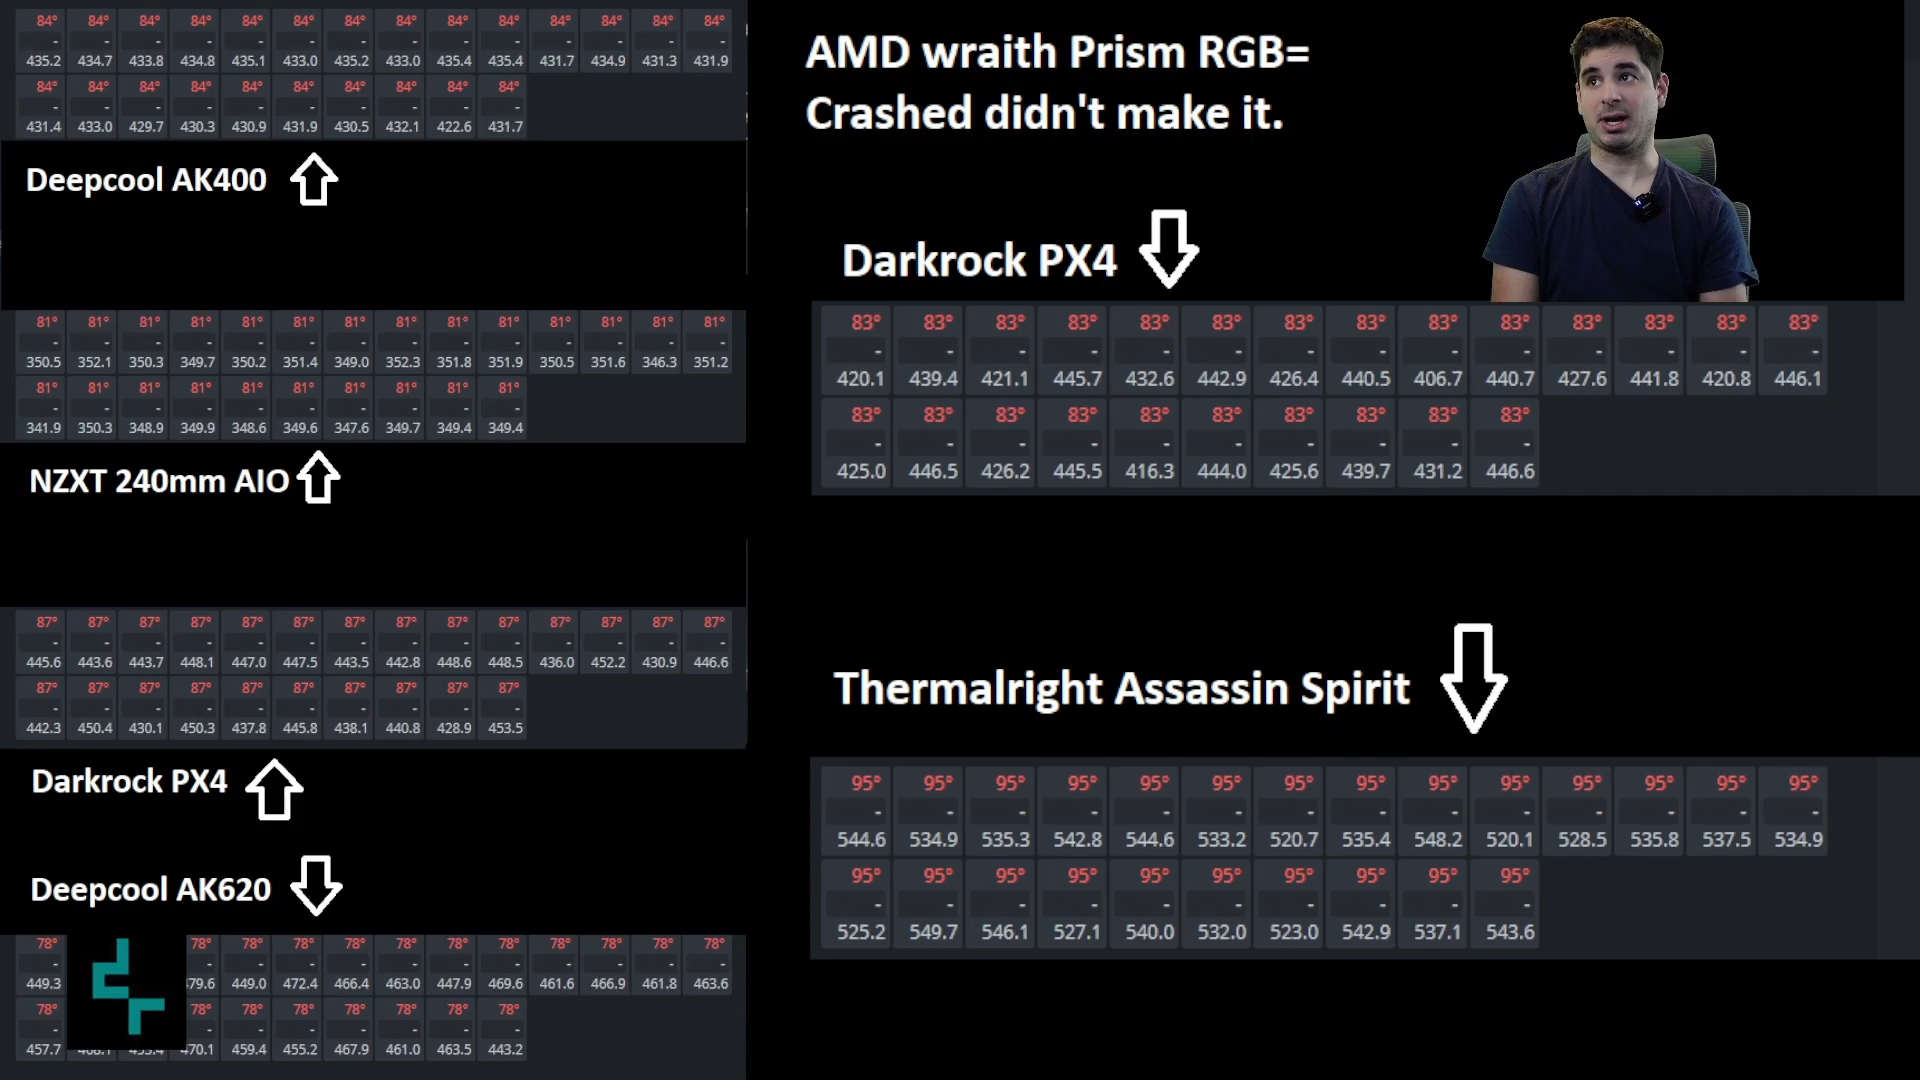 84° 84° 84° 84° 84° 84° 84° 84° 84° 84° 84° 84° 84° 84°
- - - - - - - - - - - - - -
435.2 434.7 433.8 434.8 435.1 433.0 435.2 433.0 435.4 435.4 431.7 434.9 431.3 431.9
84° 84° 84° 84° 84° 84° 84° 84° 84° 84°
- - - - - - - - - -
431.4 433.0 429.7 430.3 430.9 431.9 430.5 432.1 422.6 431.7
Deepcool AK400
81° 81° 81° 81° 81° 81° 81° 81° 81° 81° 81° 81° 81° 81°
- - - - - - - - - - - - - -
350.5 352.1 350.3 349.7 350.2 351.4 349.0 352.3 351.8 351.9 350.5 351.6 346.3 351.2
81° 81° 81° 81° 81° 81° 81° 81° 81° 81°
- - - - - - - - - -
341.9 350.3 348.9 349.9 348.6 349.6 347.6 349.7 349.4 349.4
NZXT 240mm AIO
87° 87° 87° 87° 87° 87° 87° 87° 87° 87° 87° 87° 87° 87°
- - - - - - - - - - - - - -
445.6 443.6 443.7 448.1 447.0 447.5 443.5 442.8 448.6 448.5 436.0 452.2 430.9 446.6
87° 87° 87° 87° 87° 87° 87° 87° 87° 87°
- - - - - - - - - -
442.3 450.4 430.1 450.3 437.8 445.8 438.1 440.8 428.9 453.5
Darkrock PX4
Deepcool AK620
78° 78° 78° 78° 78° 78° 78° 78° 78° 78° 78° 78°
- - - - - - - - - - - -
449.3 449.0 472.4 466.4 463.0 447.9 469.6 461.6 466.9 461.8 463.6
78° 78° 78° 78° 78° 78° 78° 78°
- - - - - - - -
457.7 470.1 459.4 455.2 467.9 461.0 463.5 443.2
AMD wraith Prism RGB=
Crashed didn't make it.
Darkrock PX4
83° 83° 83° 83° 83° 83° 83° 83° 83° 83° 83° 83° 83° 83°
- - - - - - - - - - - - - -
420.1 439.4 421.1 445.7 432.6 442.9 426.4 440.5 406.7 440.7 427.6 441.8 420.8 446.1
83° 83° 83° 83° 83° 83° 83° 83° 83° 83°
- - - - - - - - - -
425.0 446.5 426.2 445.5 416.3 444.0 425.6 439.7 431.2 446.6
Thermalright Assassin Spirit
95° 95° 95° 95° 95° 95° 95° 95° 95° 95° 95° 95° 95° 95°
- - - - - - - - - - - - - -
544.6 534.9 535.3 542.8 544.6 533.2 520.7 535.4 548.2 520.1 528.5 535.8 537.5 534.9
95° 95° 95° 95° 95° 95° 95° 95° 95° 95°
- - - - - - - - - -
525.2 549.7 546.1 527.1 540.0 532.0 523.0 542.9 537.1 543.6